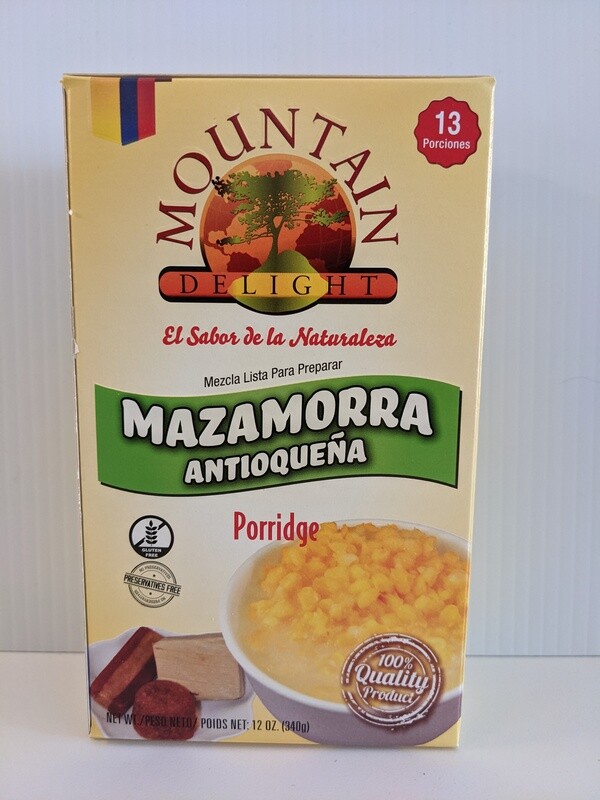 13
Porciones
MOUNTAIN
DELIGHT
El Sabor de la Naturaleza
Mezcla Lista Para Preparar
MAZAMORRA
ANTIOQUEÑA
Porridge
GLUTEN
FREE
PRESERVATIVES FREE
100%
Quality
Product
NET WT./PESO NETO/ POIDS NET: 12 OZ. (340g)